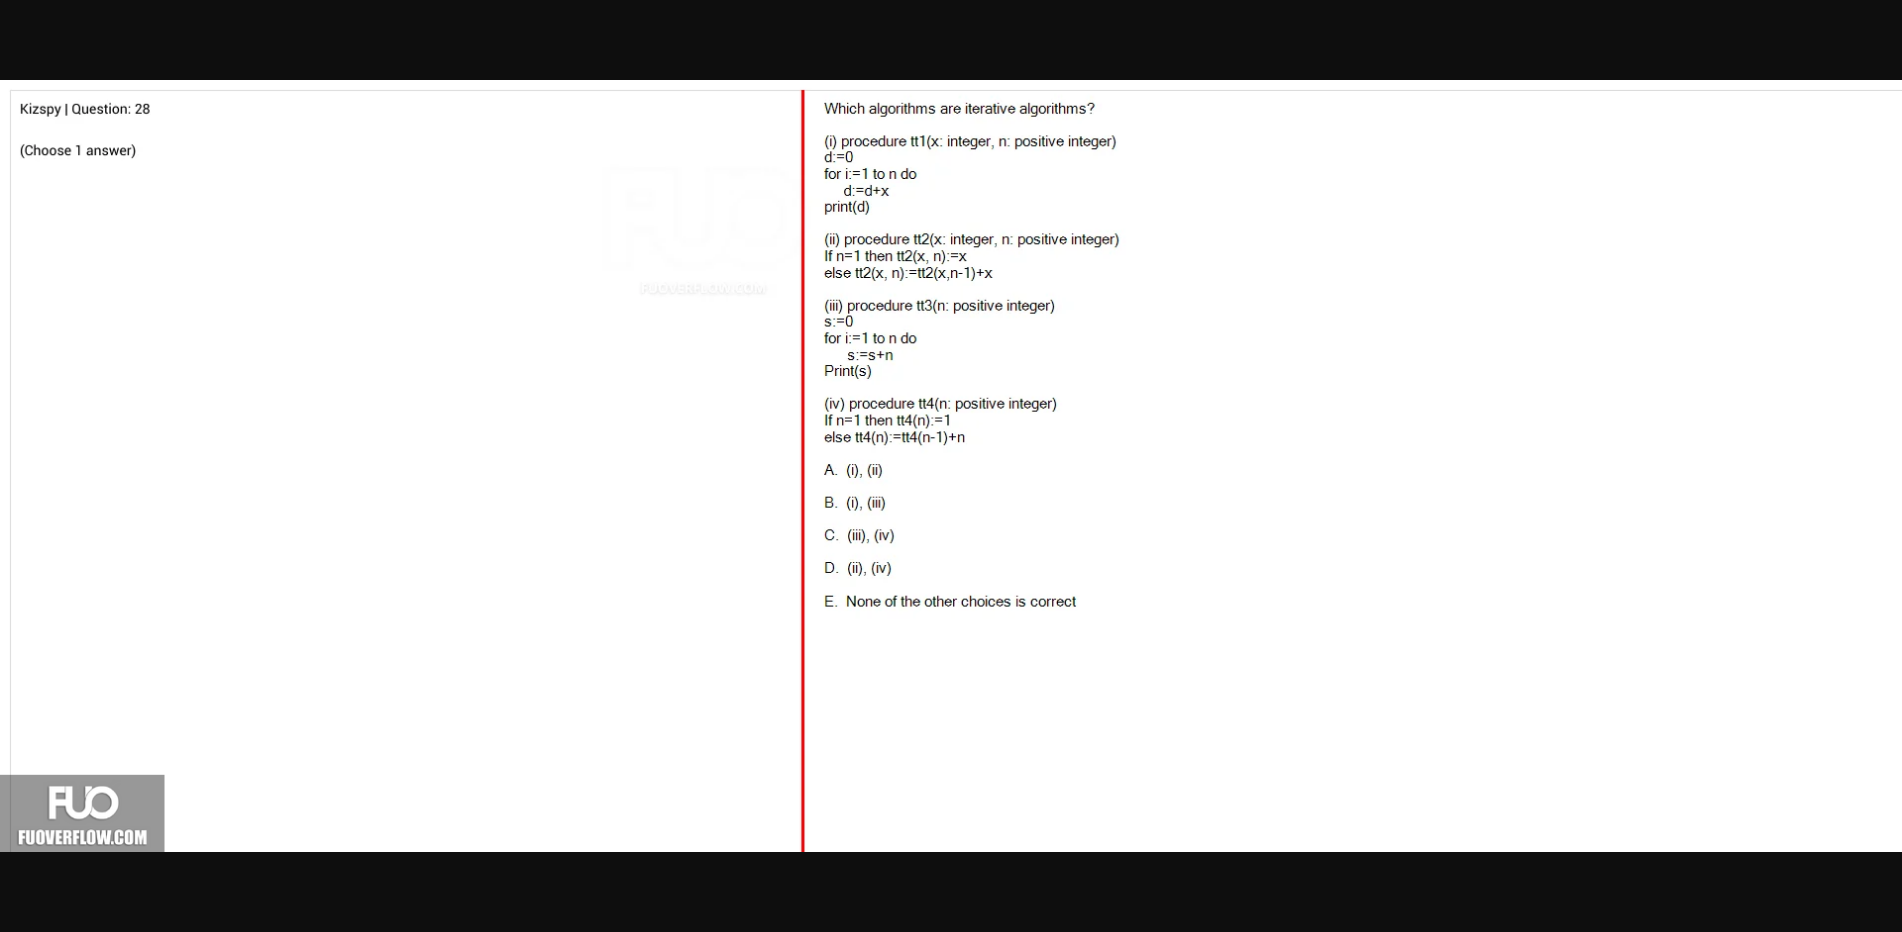 Kizspy | Question: 28
(Choose 1 answer)
FUO
FUOVERFLOW.COM
Which algorithms are iterative algorithms?
(i) procedure tt1(x: integer, n: positive integer)
d:=0
for i:=1 to n do
d:=d+x
print(d)
(ii) procedure tt2(x: integer, n: positive integer)
If n=1 then tt2(x, n):=x
else tt2(x, n):=tt2(x,n-1)+x
(iii) procedure tt3(n: positive integer)
s:=0
for i:=1 to n do
s:=s+n
Print(s)
(iv) procedure tt4(n: positive integer)
If n=1 then tt4(n):=1
else tt4(n):=tt4(n-1)+n
A. (i), (ii)
B. (i), (iii)
C. (iii), (iv)
D. (ii), (iv)
E. None of the other choices is correct
FUO
FUOVERFLOW.COM